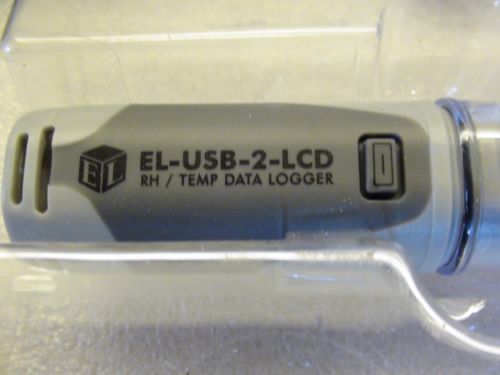 EL
EL-USB-2-LCD
RH / TEMP DATA LOGGER